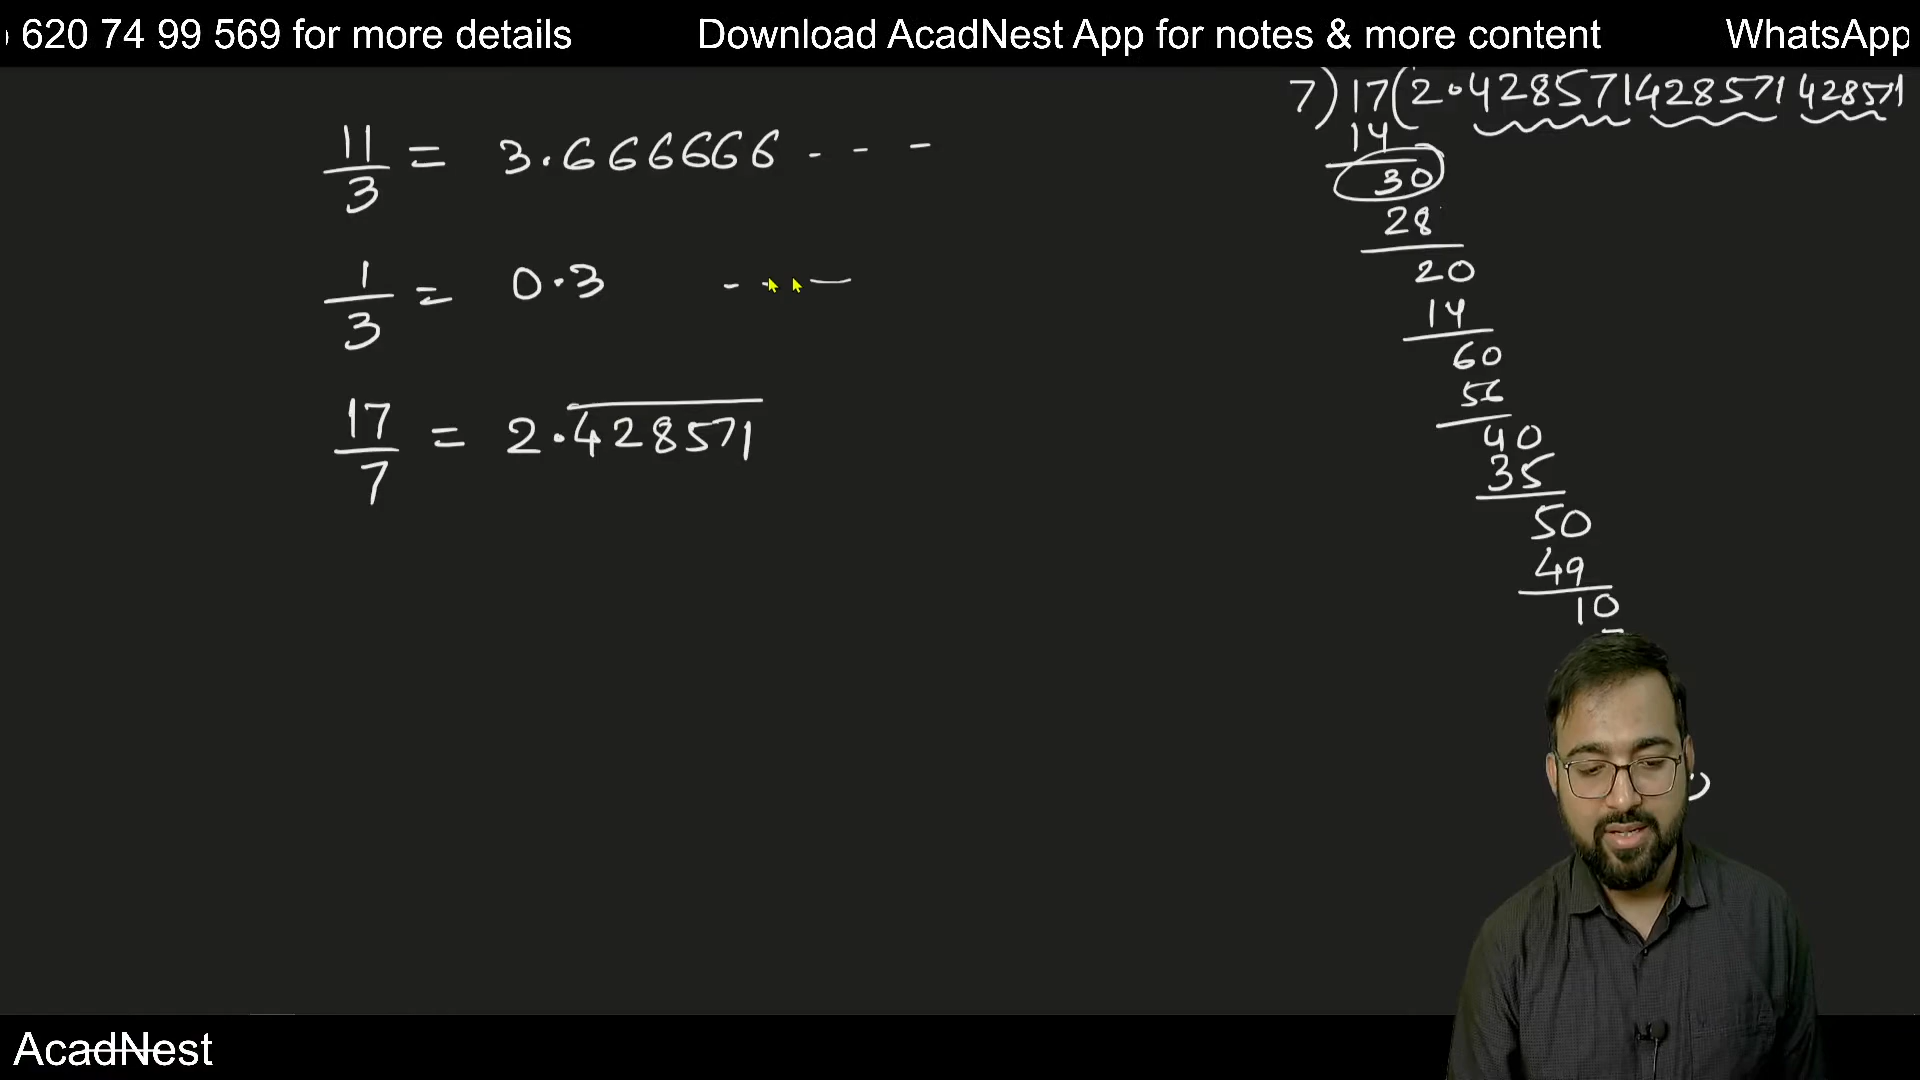 ) 620 74 99 569 for more details Download AcadNest App for notes & more content WhatsApp
11/3 = 3.666666 - - -
1/3 = 0.3 - - —
17/7 = 2.428571
7)17(2.428571428571428571
14
30
28
20
14
60
56
40
35
50
49
10
AcadNest